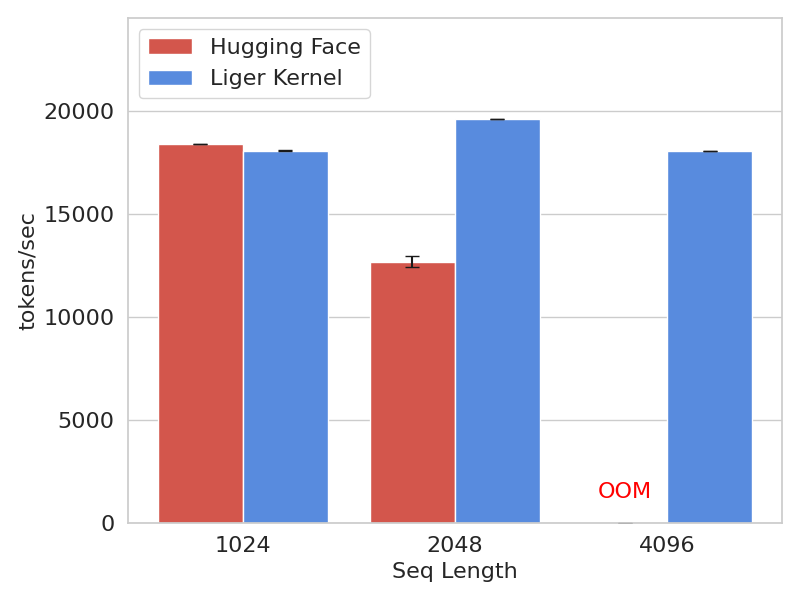 Hugging Face
Liger Kernel
20000
15000
10000
5000
0
tokens/sec
OOM
1024 2048 4096
Seq Length